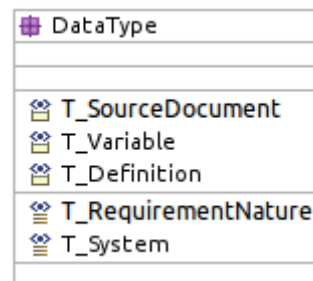 DataType
T_SourceDocument
T_Variable
T_Definition
T_RequirementNature
T_System